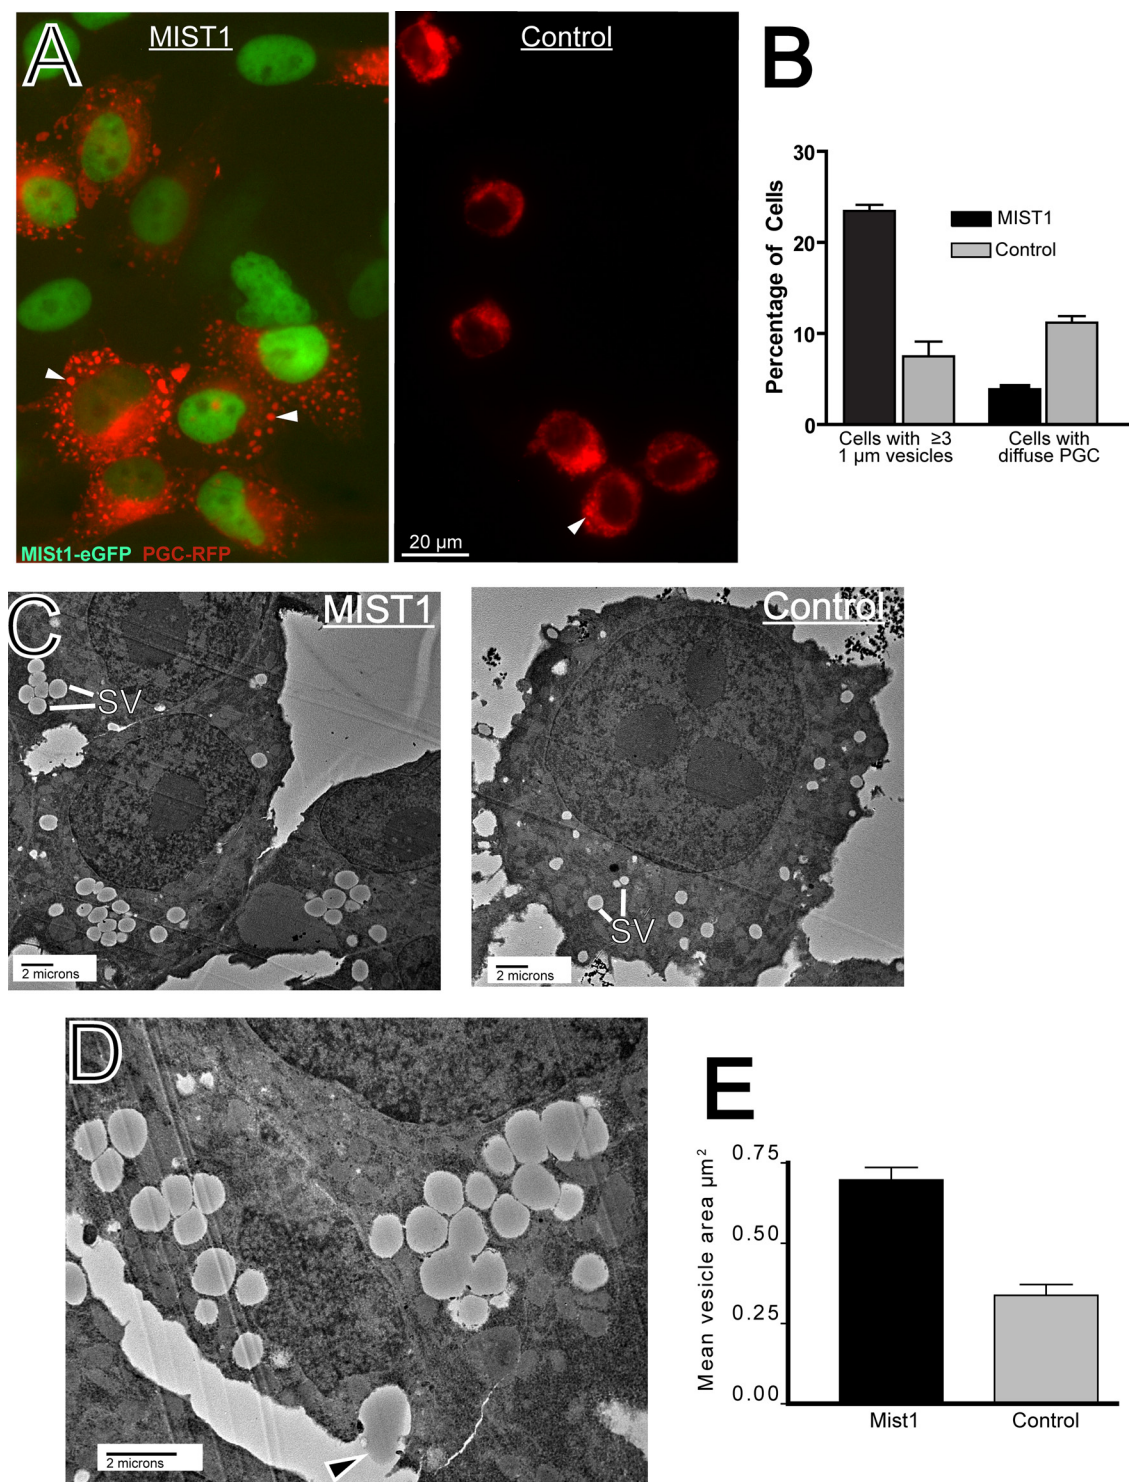 A
MIST1
MISt1-eGFP PGC-RFP
Control
20 µm
B
Percentage of Cells
30
20
10
0
MIST1
Control
Cells with ≥3
1 µm vesicles
Cells with
diffuse PGC
C
MIST1
SV
2 microns
Control
SV
2 microns
D
2 microns
E
Mean vesicle area µm²
0.75
0.50
0.25
0.00
Mist1
Control